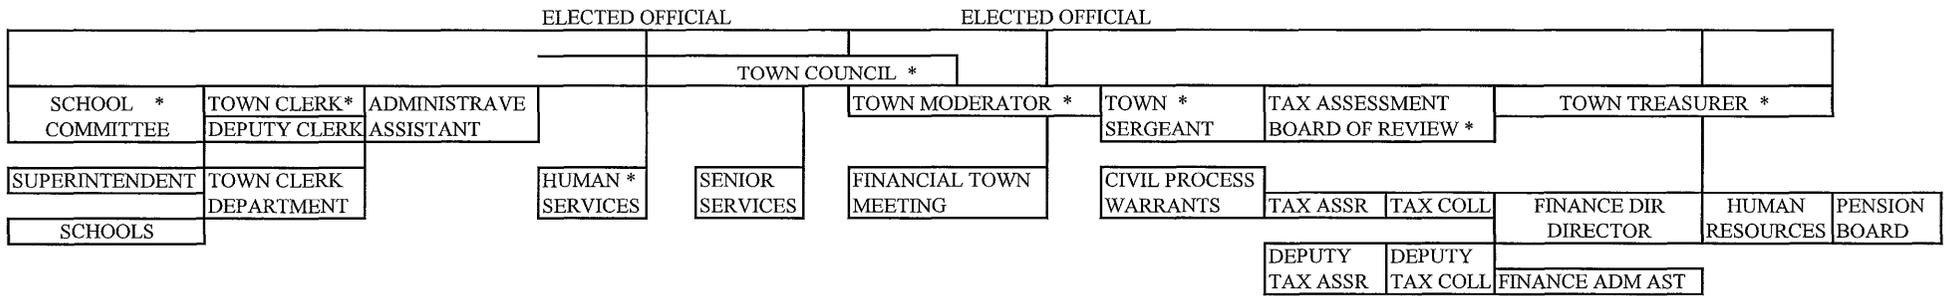 ELECTED OFFICIAL ELECTED OFFICIAL
TOWN COUNCIL *
SCHOOL * TOWN CLERK* ADMINISTRAVE TOWN MODERATOR * TOWN * TAX ASSESSMENT TOWN TREASURER *
COMMITTEE DEPUTY CLERK ASSISTANT SERGEANT BOARD OF REVIEW *
SUPERINTENDENT TOWN CLERK HUMAN * SENIOR FINANCIAL TOWN CIVIL PROCESS
DEPARTMENT SERVICES SERVICES MEETING WARRANTS TAX ASSR TAX COLL FINANCE DIR HUMAN PENSION
SCHOOLS DIRECTOR RESOURCES BOARD
DEPUTY DEPUTY
TAX ASSR TAX COLL FINANCE ADM AST